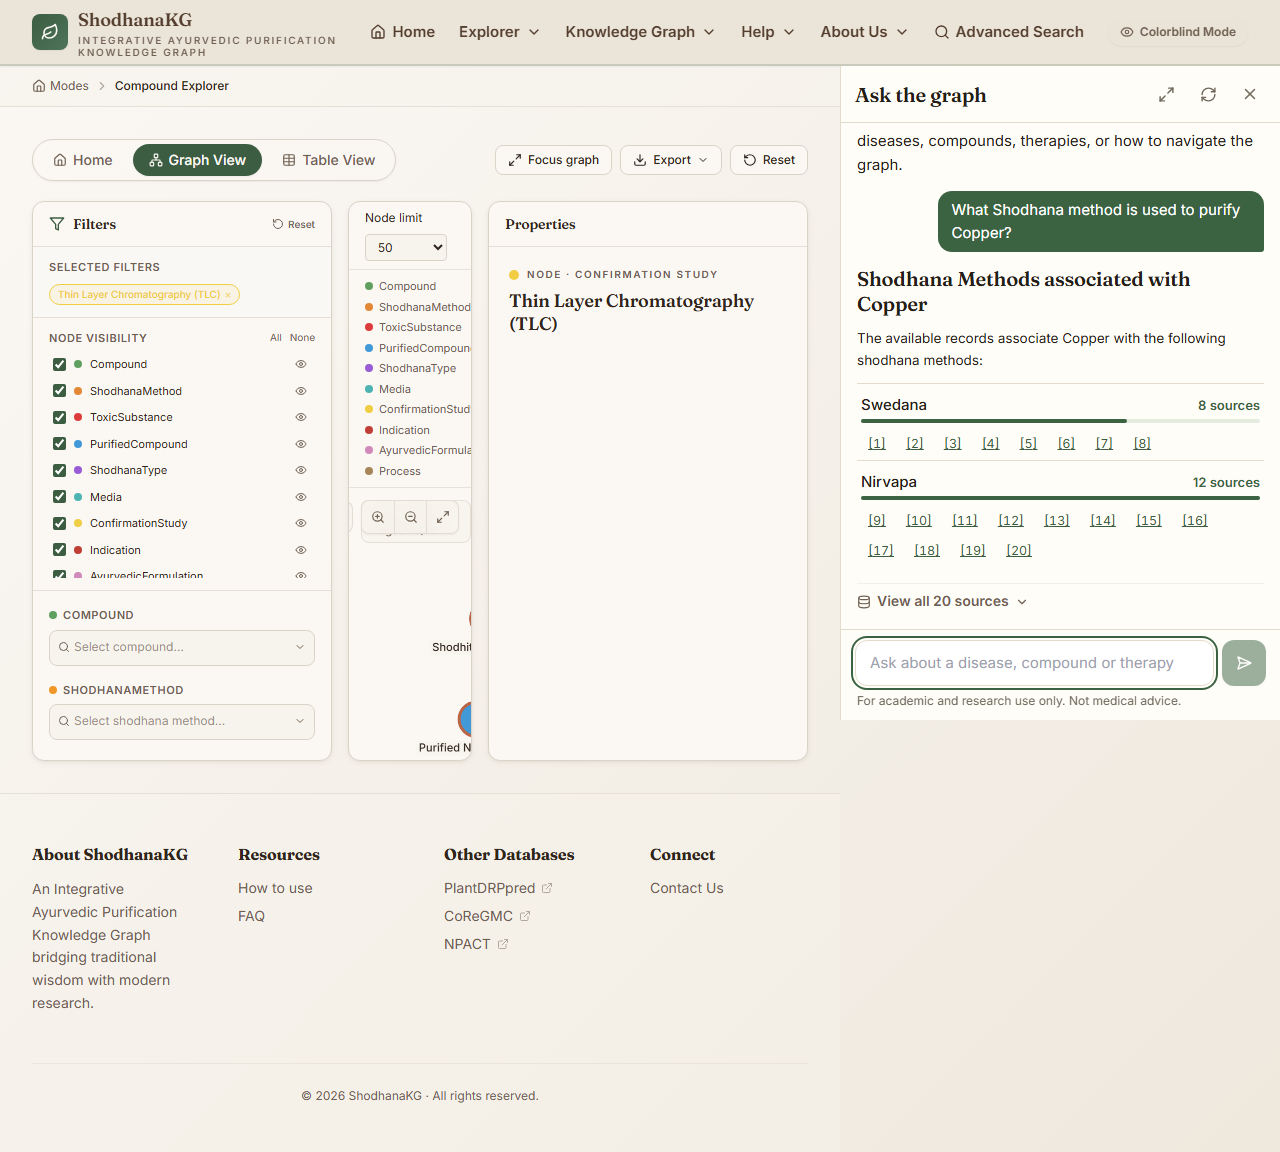 ShodhanaKG
INTEGRATIVE AYURVEDIC PURIFICATION
KNOWLEDGE GRAPH
Home
Explorer
Knowledge Graph
Help
About Us
Advanced Search
Colorblind Mode
Modes
Compound Explorer
Home
Graph View
Table View
Focus graph
Export
Reset
Filters
Reset
SELECTED FILTERS
Thin Layer Chromatography (TLC) ×
NODE VISIBILITY
All
None
Compound
ShodhanaMethod
ToxicSubstance
PurifiedCompound
ShodhanaType
Media
ConfirmationStudy
Indication
AyurvedicFormulation
COMPOUND
Select compound...
SHODHANAMETHOD
Select shodhana method...
Node limit
50
Compound
ShodhanaMethod
ToxicSubstance
PurifiedCompoun
ShodhanaType
Media
ConfirmationStud
Indication
AyurvedicFormula
Process
Shodhit
Purified N
Properties
NODE · CONFIRMATION STUDY
Thin Layer Chromatography
(TLC)
Ask the graph
diseases, compounds, therapies, or how to navigate the
graph.
What Shodhana method is used to purify
Copper?
Shodhana Methods associated with
Copper
The available records associate Copper with the following
shodhana methods:
Swedana
8 sources
[1] [2] [3] [4] [5] [6] [7] [8]
Nirvapa
12 sources
[9] [10] [11] [12] [13] [14] [15] [16]
[17] [18] [19] [20]
View all 20 sources
Ask about a disease, compound or therapy
For academic and research use only. Not medical advice.
About ShodhanaKG
An Integrative
Ayurvedic Purification
Knowledge Graph
bridging traditional
wisdom with modern
research.
Resources
How to use
FAQ
Other Databases
PlantDRPpred
CoReGMC
NPACT
Connect
Contact Us
© 2026 ShodhanaKG · All rights reserved.